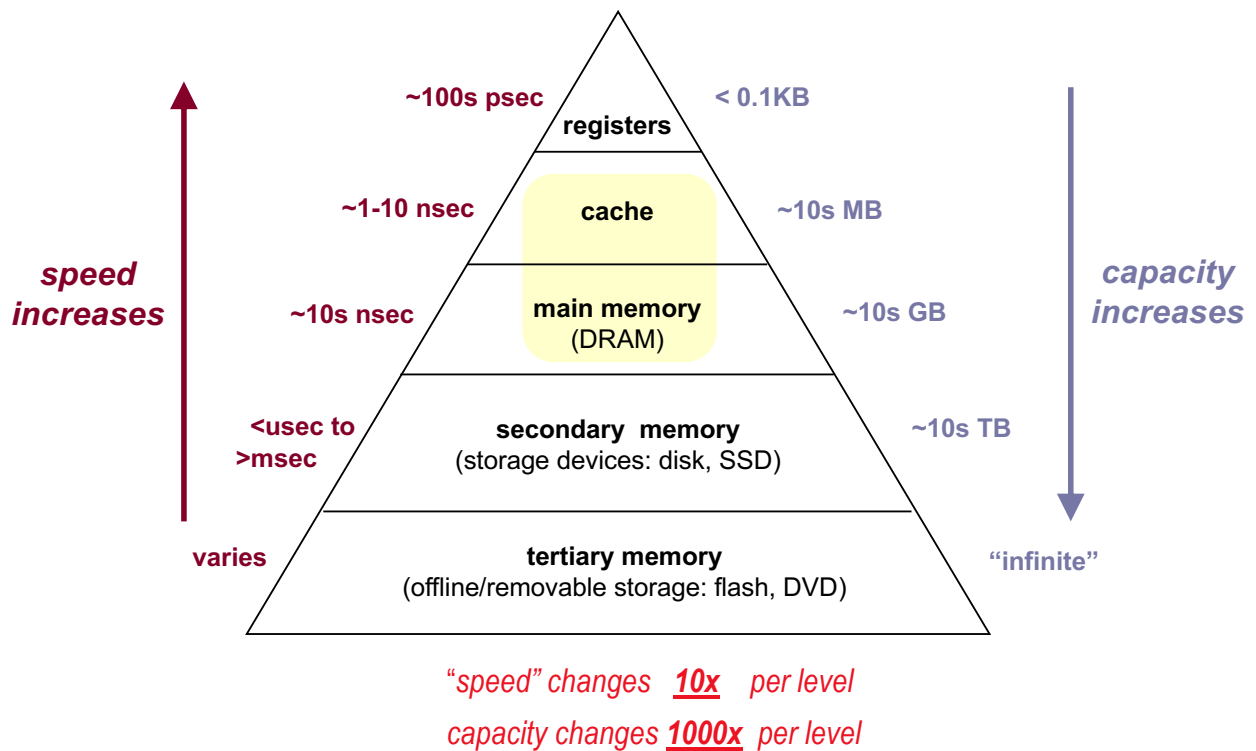 ~100s psec
< 0.1KB
registers
~1-10 nsec
cache
~10s MB
speed
increases
capacity
increases
~10s nsec
main memory
(DRAM)
~10s GB
<usec to
>msec
secondary memory
(storage devices: disk, SSD)
~10s TB
varies
tertiary memory
(offline/removable storage: flash, DVD)
“infinite”
“speed” changes 10x per level
capacity changes 1000x per level